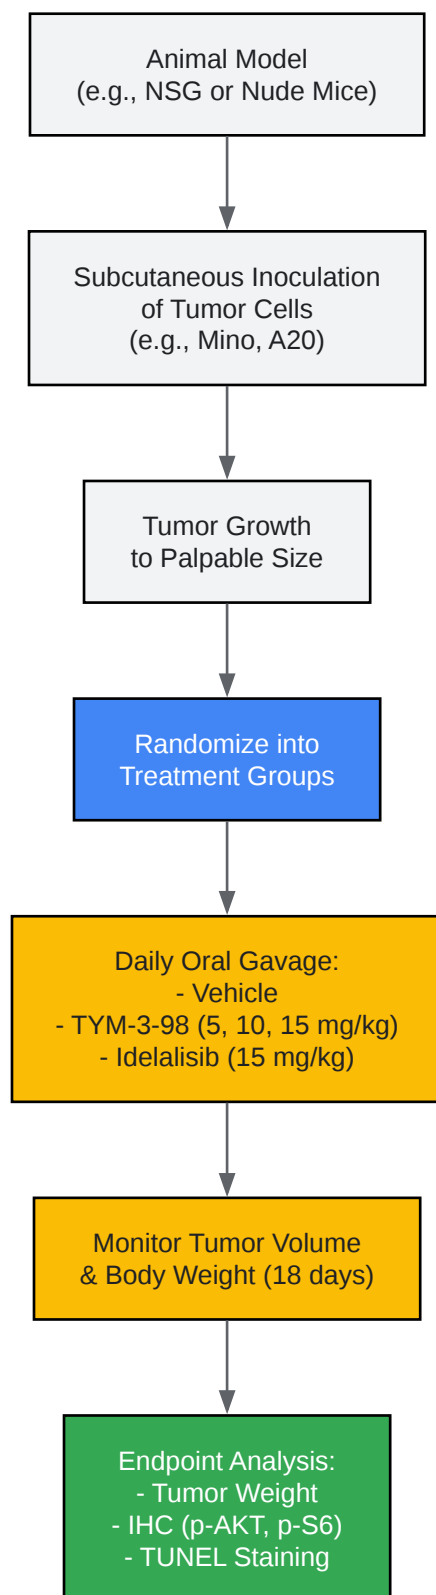 Animal Model
(e.g., NSG or Nude Mice)
Subcutaneous Inoculation
of Tumor Cells
(e.g., Mino, A20)
Tumor Growth
to Palpable Size
Randomize into
Treatment Groups
Daily Oral Gavage:
- Vehicle
- TYM-3-98 (5, 10, 15 mg/kg)
- Idelalisib (15 mg/kg)
Monitor Tumor Volume
& Body Weight (18 days)
Endpoint Analysis:
- Tumor Weight
- IHC (p-AKT, p-S6)
- TUNEL Staining